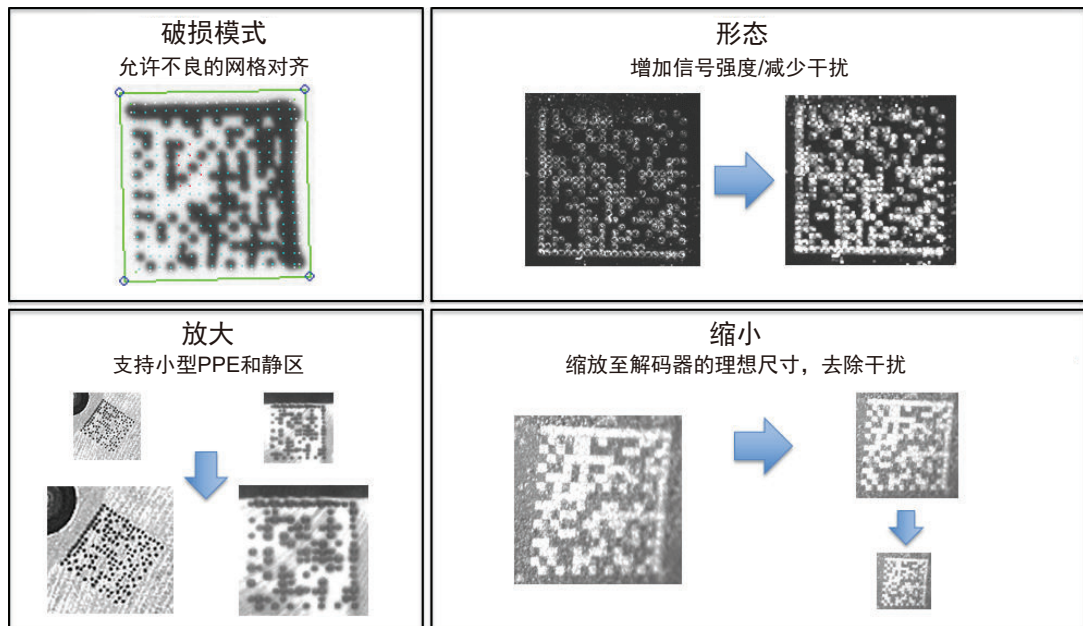 破损模式
允许不良的网格对齐
形态
增加信号强度/减少干扰
放大
支持小型PPE和静区
缩小
缩放至解码器的理想尺寸，去除干扰